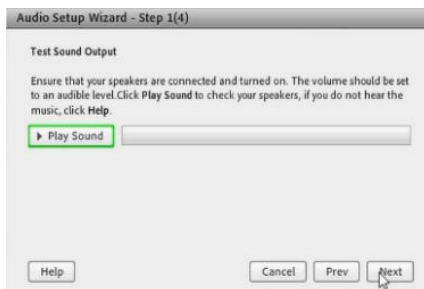 Audio Setup Wizard - Step 1(4)
Test Sound Output
Ensure that your speakers are connected and turned on. The volume should be set
to an audible level.Click Play Sound to check your speakers, if you do not hear the
music, click Help.
Play Sound
Help Cancel Prev Next